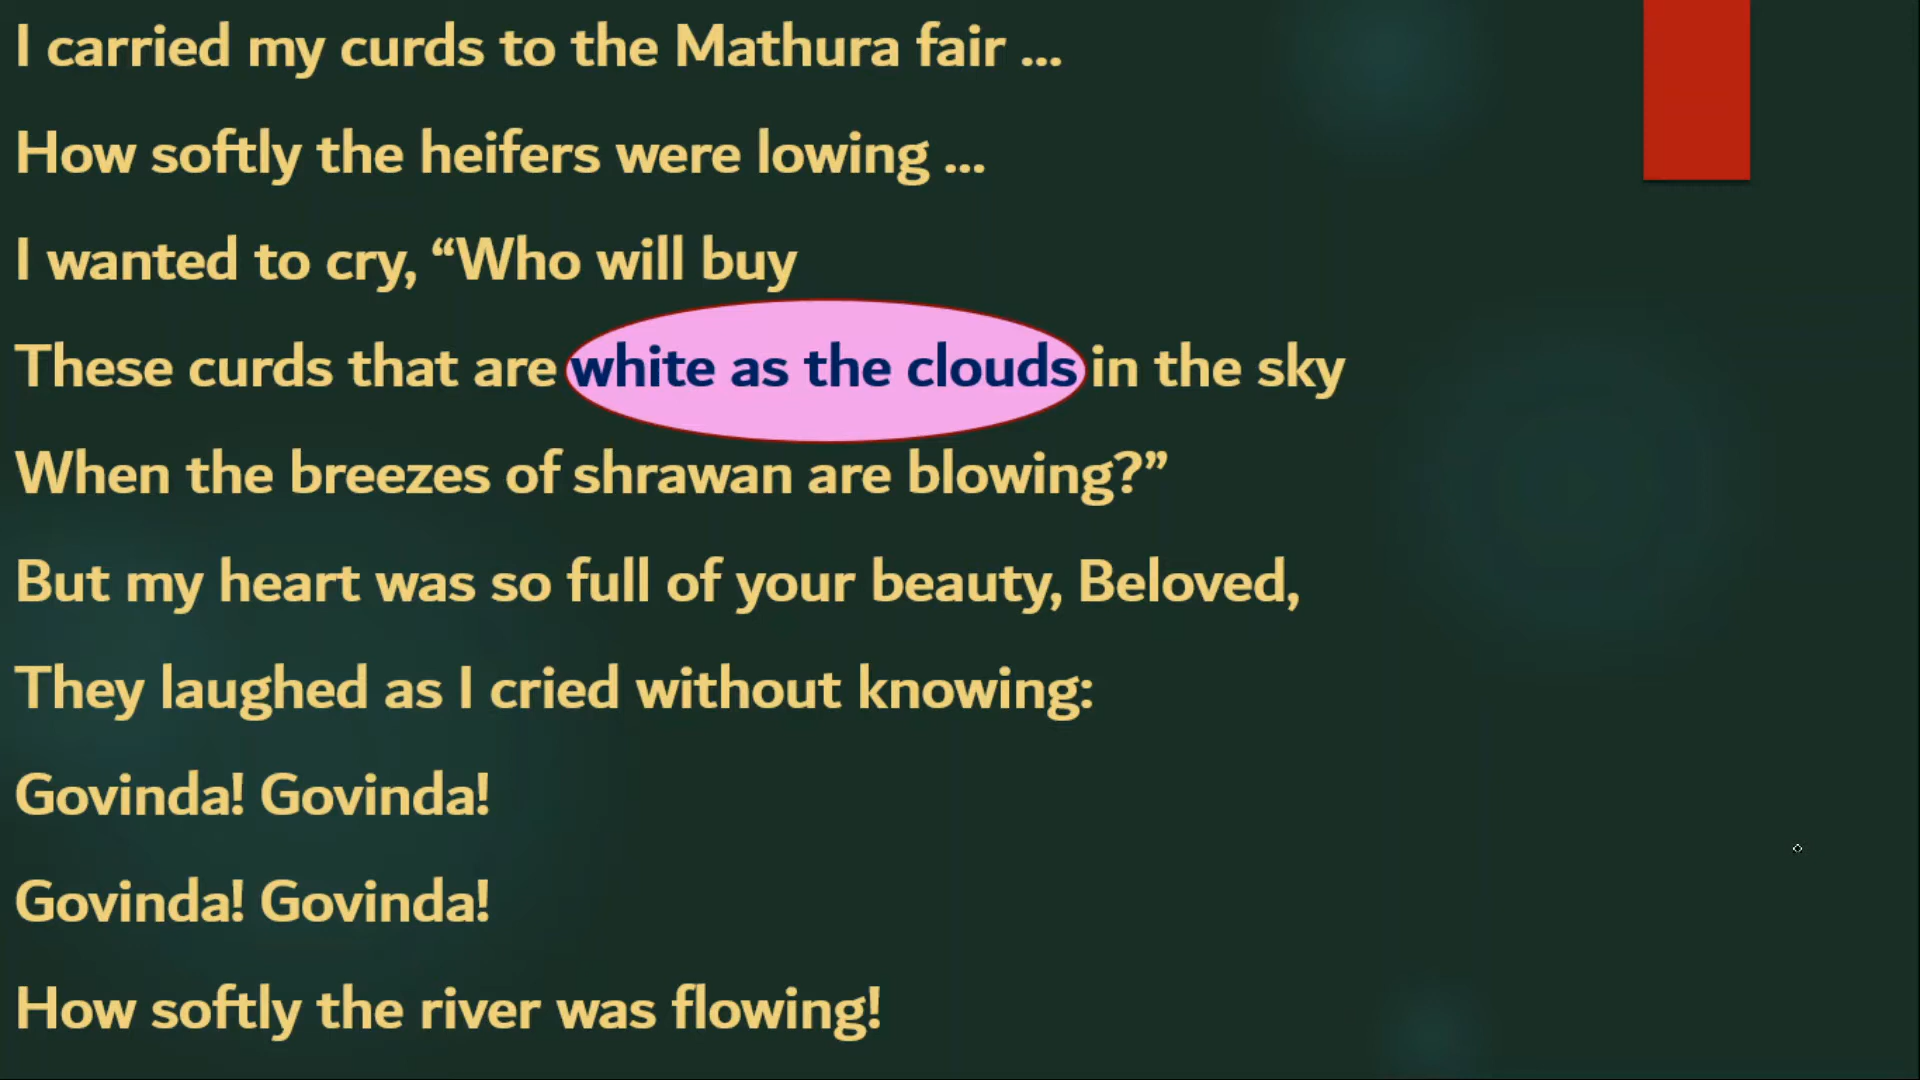 I carried my curds to the Mathura fair ...
How softly the heifers were lowing ...
I wanted to cry, “Who will buy
These curds that are white as the clouds in the sky
When the breezes of shrawan are blowing?”
But my heart was so full of your beauty, Beloved,
They laughed as I cried without knowing:
Govinda! Govinda!
Govinda! Govinda!
How softly the river was flowing!